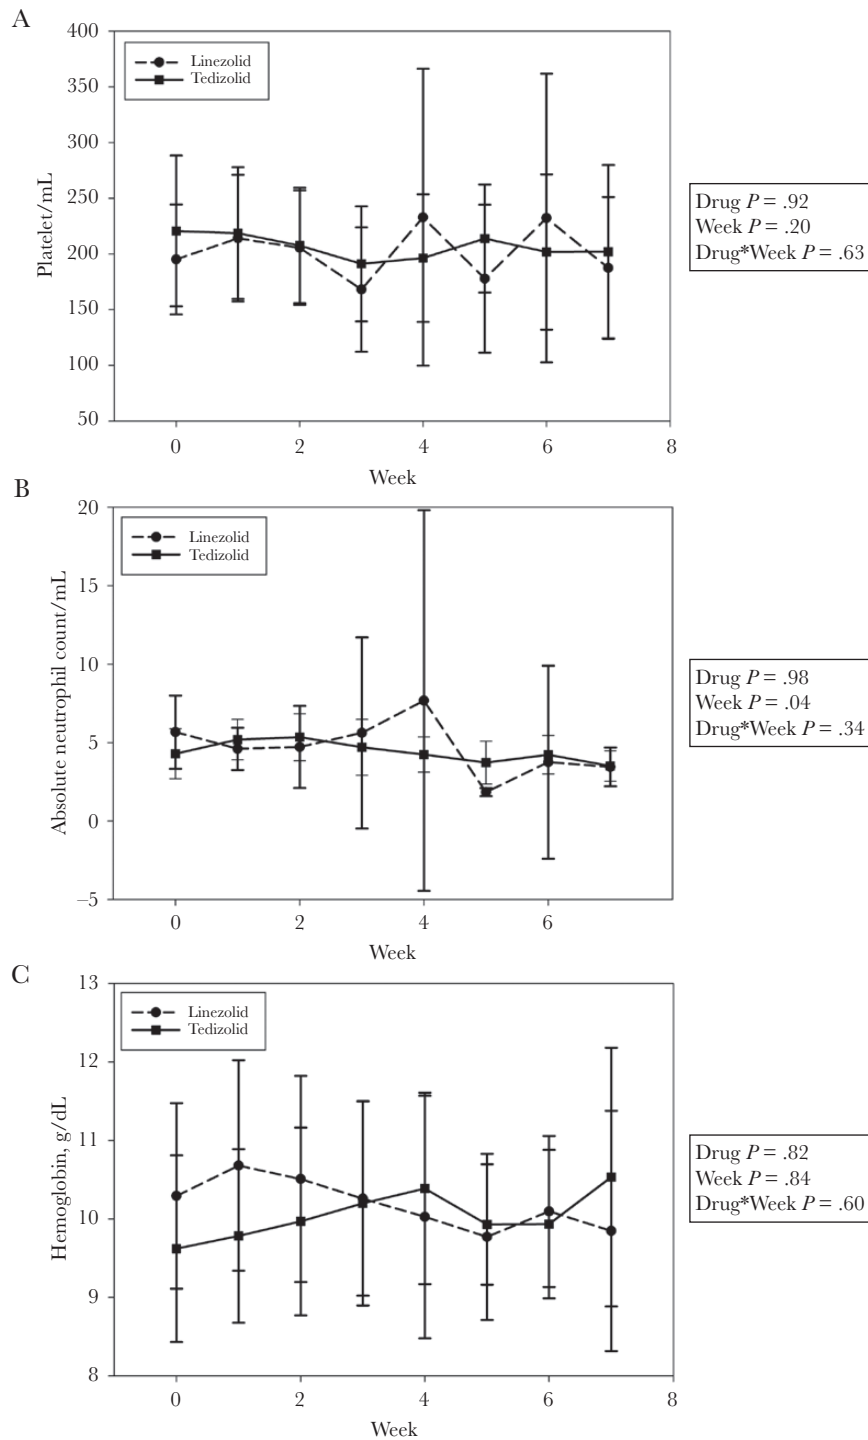 A
400
350
300
250
200
150
100
50
Platelet/mL
Linezolid
Tedizolid
0 2 4 6 8
Week
Drug P = .92
Week P = .20
Drug*Week P = .63
B
20
15
10
5
0
–5
Absolute neutrophil count/mL
Linezolid
Tedizolid
0 2 4 6
Week
Drug P = .98
Week P = .04
Drug*Week P = .34
C
13
12
11
10
9
8
Hemoglobin, g/dL
Linezolid
Tedizolid
0 2 4 6 8
Week
Drug P = .82
Week P = .84
Drug*Week P = .60